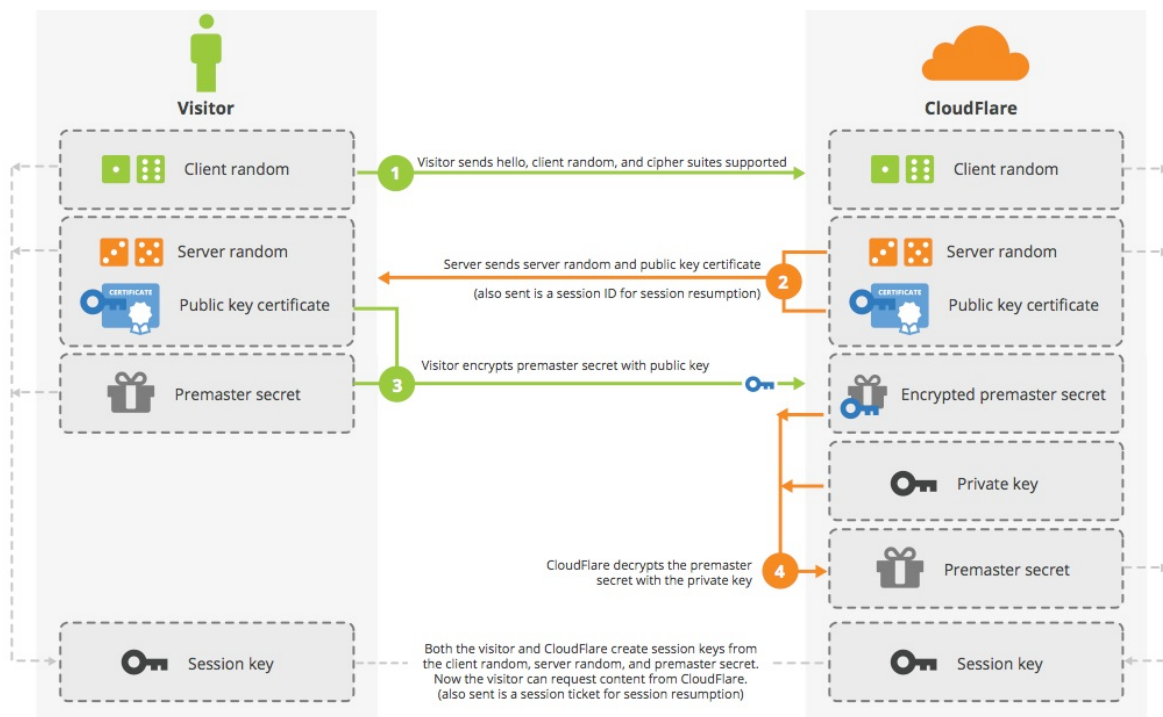 Visitor
CloudFlare
Client random
1
Visitor sends hello, client random, and cipher suites supported
Client random
Server random
Server sends server random and public key certificate
2
Server random
(also sent is a session ID for session resumption)
CERTIFICATE
Public key certificate
CERTIFICATE
Public key certificate
Visitor encrypts premaster secret with public key
Premaster secret
3
Encrypted premaster secret
Private key
CloudFlare decrypts the premaster
secret with the private key
4
Premaster secret
Session key
Both the visitor and CloudFlare create session keys from
the client random, server random, and premaster secret.
Now the visitor can request content from CloudFlare.
(also sent is a session ticket for session resumption)
Session key